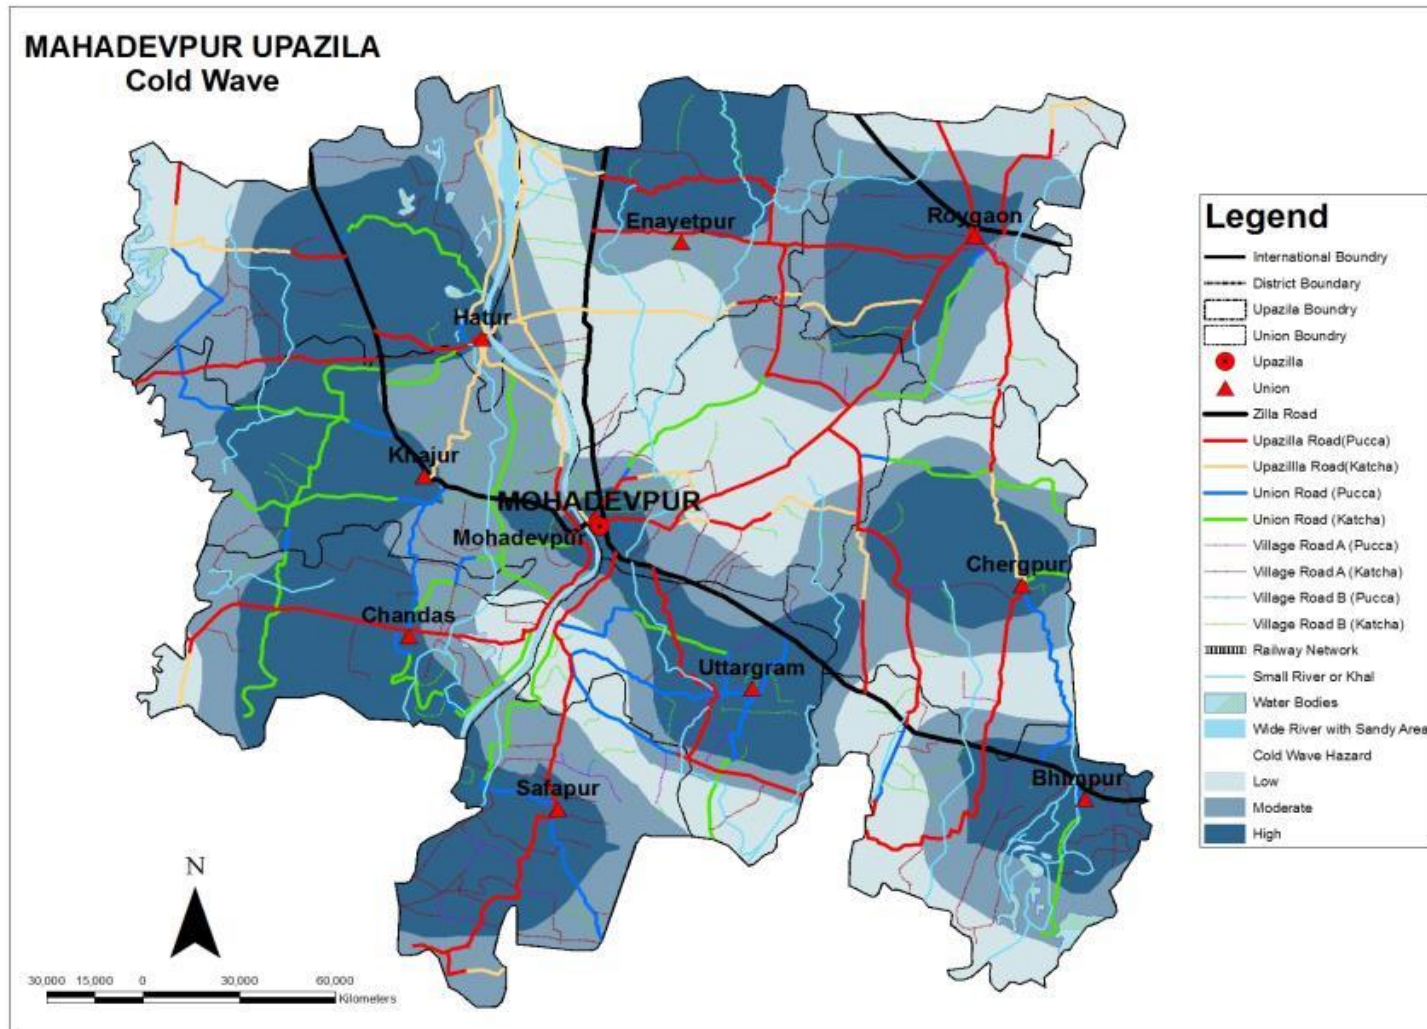 MAHADEVPUR UPAZILA
Cold Wave
Enayetpur
Roygaon
Hatur
Khajur
MOHADEVPUR
Mohadevpur
Chergpur
Chandas
Uttargram
Safapur
Bhimpur
Legend
International Boundry
District Boundary
Upazila Boundry
Union Boundry
Upazilla
Union
Zilla Road
Upazilla Road(Pucca)
Upazillla Road(Katcha)
Union Road (Pucca)
Union Road (Katcha)
Village Road A (Pucca)
Village Road A (Katcha)
Village Road B (Pucca)
Village Road B (Katcha)
Railway Network
Small River or Khal
Water Bodies
Wide River with Sandy Area
Cold Wave Hazard
Low
Moderate
High
N
30,000 15,000 0 30,000 60,000
Kilometers